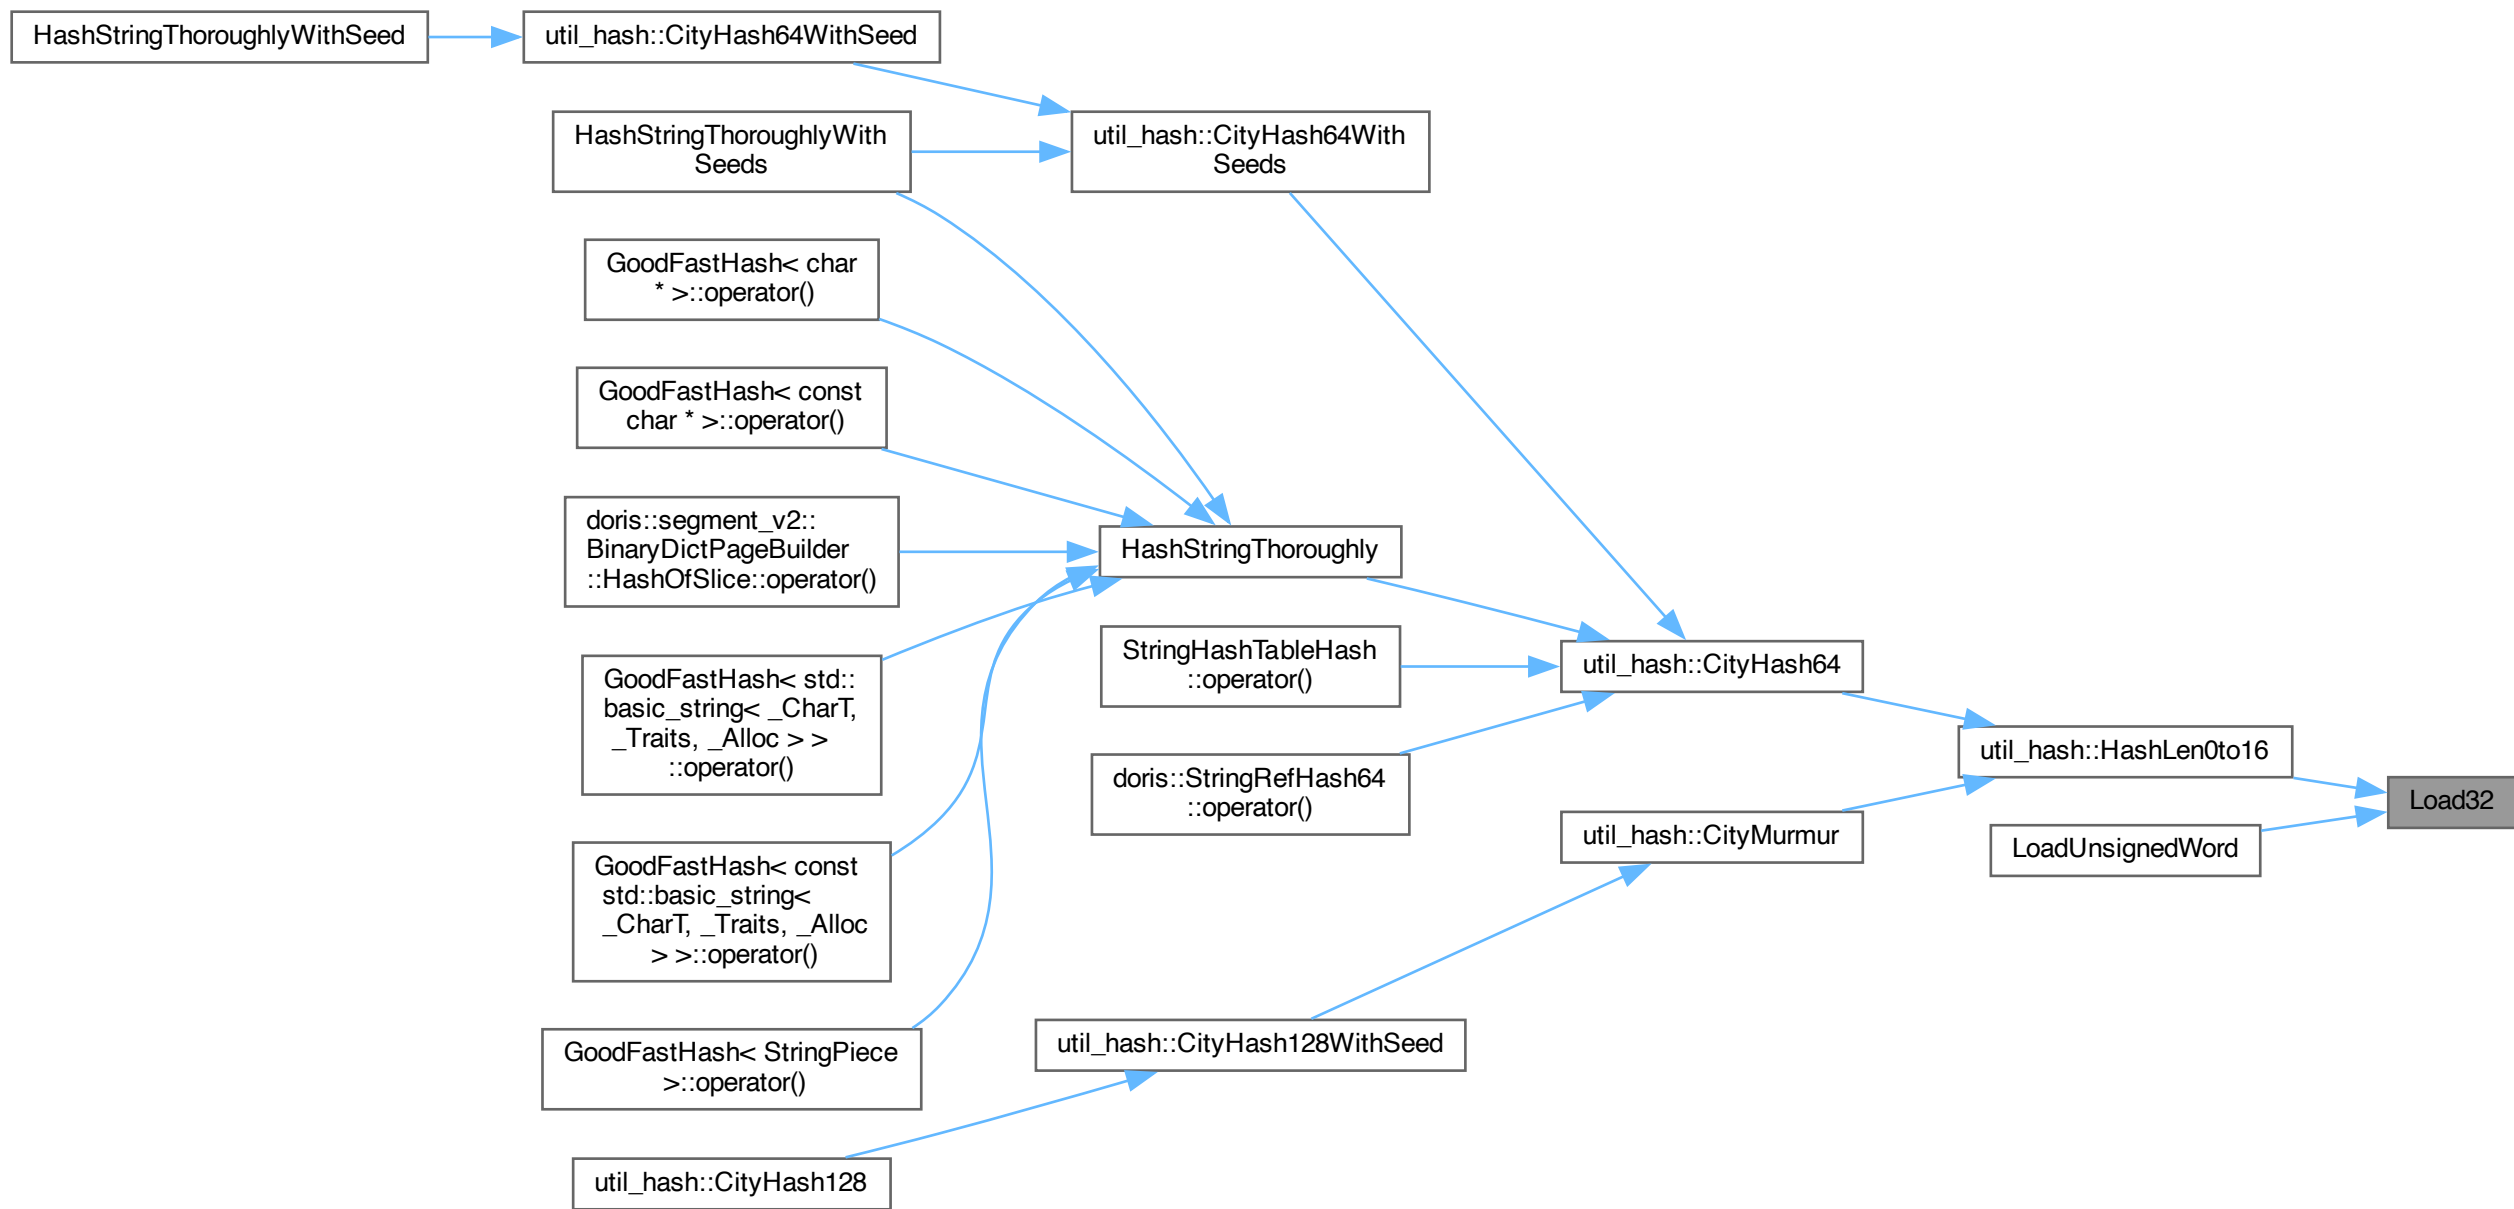 HashStringThoroughlyWithSeed
util_hash::CityHash64WithSeed
HashStringThoroughlyWith
Seeds
util_hash::CityHash64With
Seeds
GoodFastHash< char
* >::operator()
GoodFastHash< const
char * >::operator()
doris::segment_v2::
BinaryDictPageBuilder
::HashOfSlice::operator()
HashStringThoroughly
GoodFastHash< std::
basic_string< _CharT,
_Traits, _Alloc > >
::operator()
StringHashTableHash
::operator()
util_hash::CityHash64
doris::StringRefHash64
::operator()
util_hash::HashLen0to16
Load32
util_hash::CityMurmur
LoadUnsignedWord
GoodFastHash< const
std::basic_string<
_CharT, _Traits, _Alloc
> >::operator()
GoodFastHash< StringPiece
>::operator()
util_hash::CityHash128WithSeed
util_hash::CityHash128